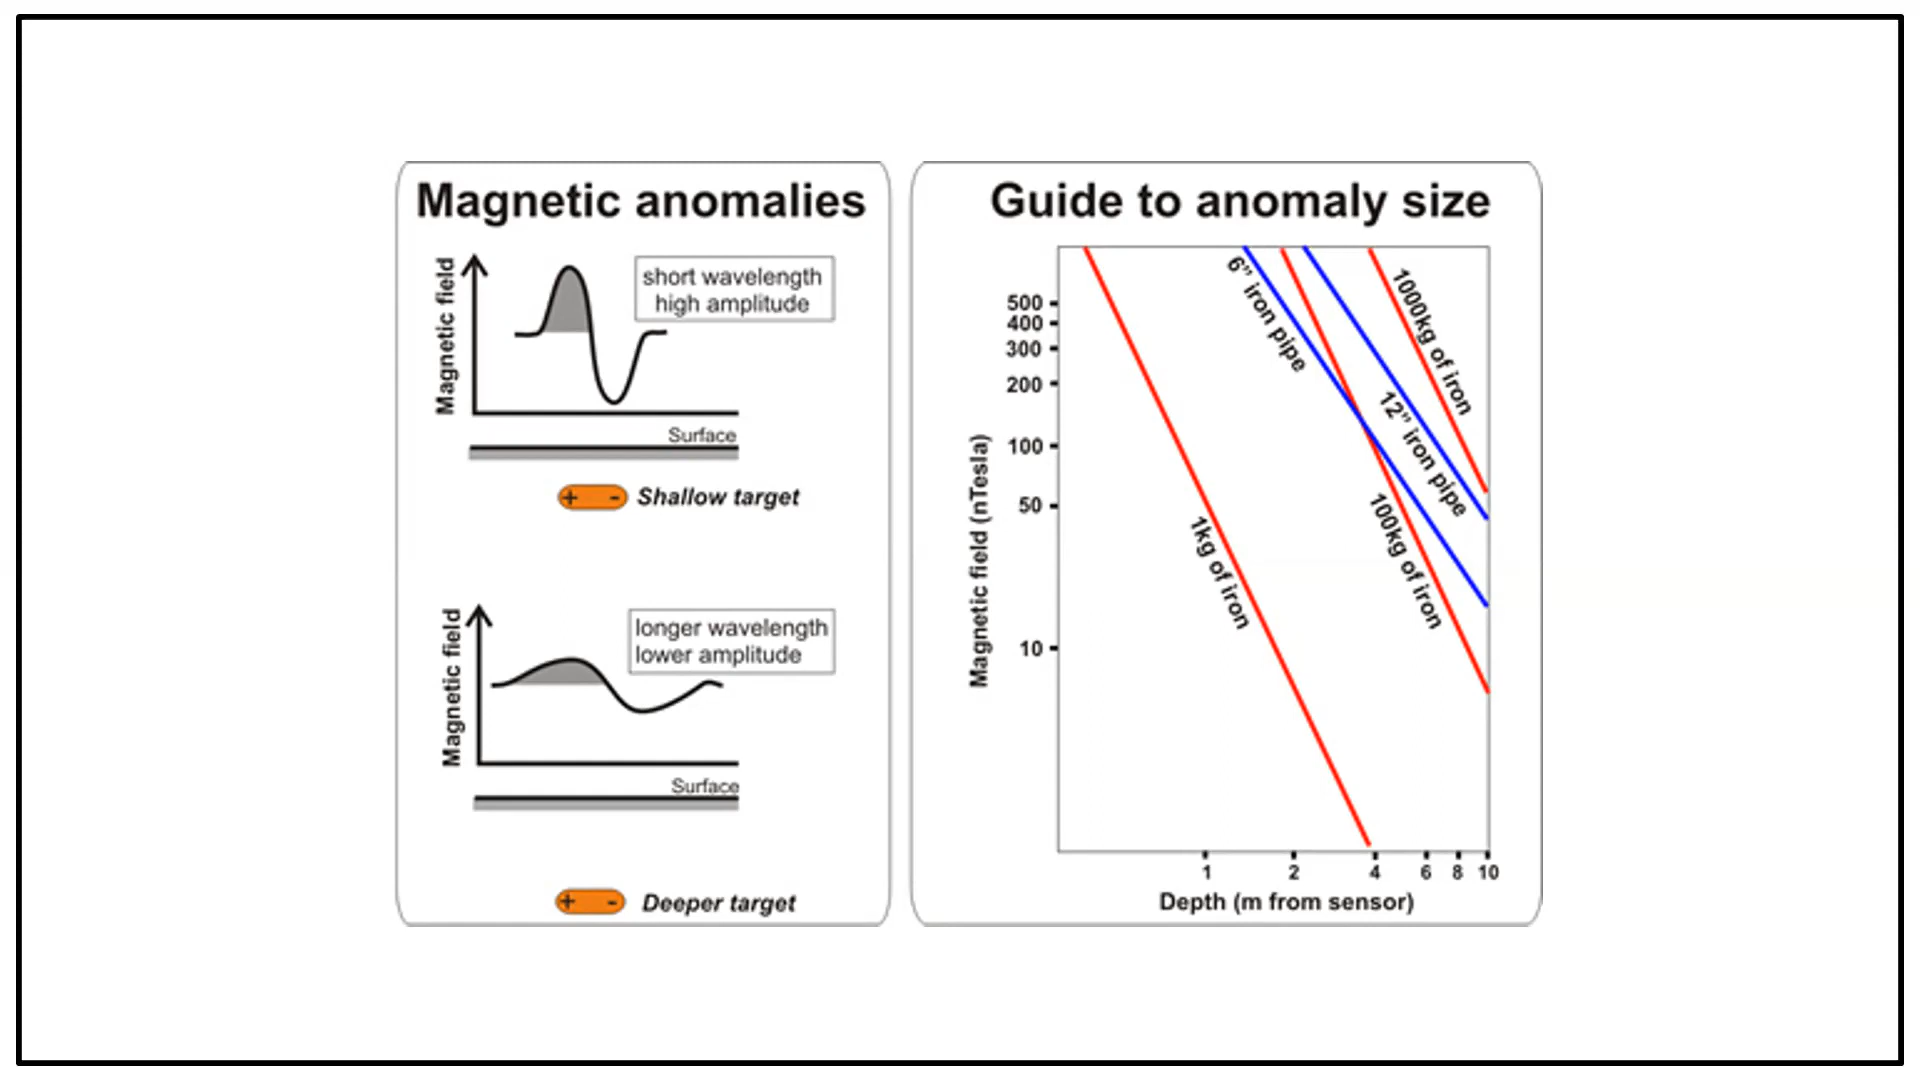 Magnetic anomalies
Magnetic field
short wavelength
high amplitude
Surface
+ -
Shallow target
Magnetic field
longer wavelength
lower amplitude
Surface
+ -
Deeper target
Guide to anomaly size
Magnetic field (nTesla)
500
400
300
200
100
50
10
6" iron pipe
12" iron pipe
1000kg of iron
100kg of iron
1kg of iron
1 2 4 6 8 10
Depth (m from sensor)